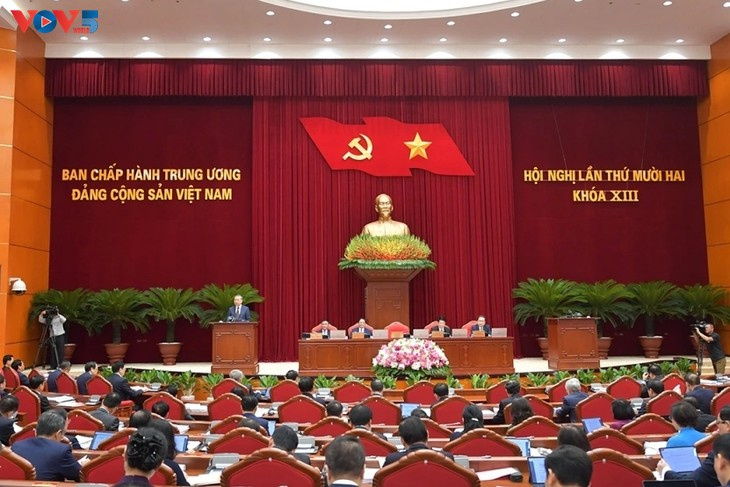 VOV5
BAN CHẤP HÀNH TRUNG ƯƠNG
ĐẢNG CỘNG SẢN VIỆT NAM
HỘI NGHỊ LẦN THỨ MƯỜI HAI
KHÓA XIII